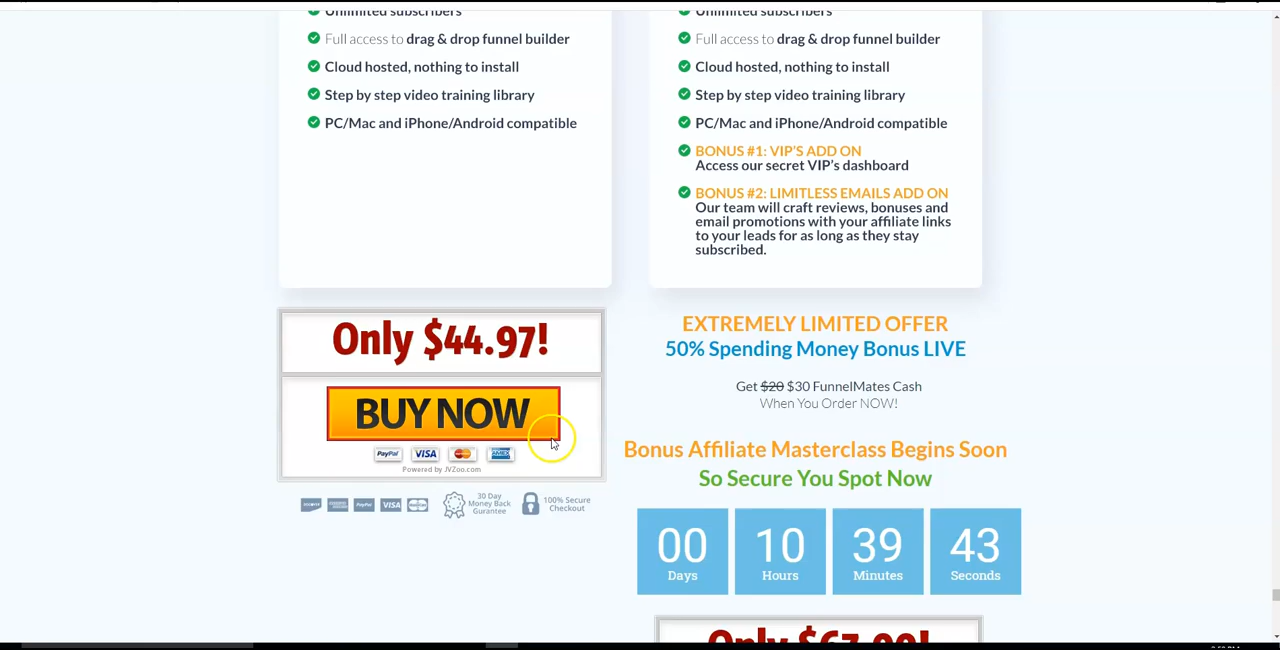 Unlimited subscribers
Full access to drag & drop funnel builder
Cloud hosted, nothing to install
Step by step video training library
PC/Mac and iPhone/Android compatible
Only $44.97!
BUY NOW
PayPal VISA MasterCard AMEX
Powered by JVZoo.com
DISCOVER PayPal VISA
30 Day
Money Back
Gurantee
100% Secure
Checkout
Unlimited subscribers
Full access to drag & drop funnel builder
Cloud hosted, nothing to install
Step by step video training library
PC/Mac and iPhone/Android compatible
BONUS #1: VIP'S ADD ON
Access our secret VIP's dashboard
BONUS #2: LIMITLESS EMAILS ADD ON
Our team will craft reviews, bonuses and
email promotions with your affiliate links
to your leads for as long as they stay
subscribed.
EXTREMELY LIMITED OFFER
50% Spending Money Bonus LIVE
Get $20 $30 FunnelMates Cash
When You Order NOW!
Bonus Affiliate Masterclass Begins Soon
So Secure You Spot Now
00 10 39 43
Days Hours Minutes Seconds